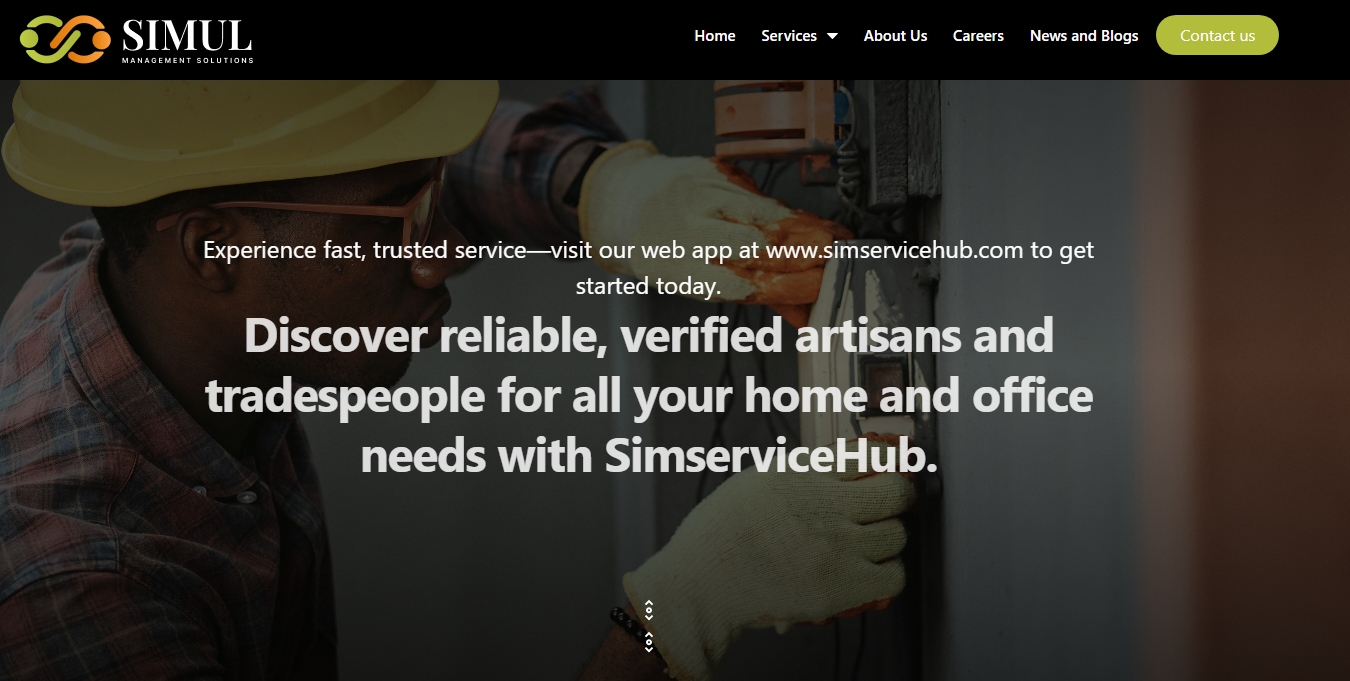 SIMUL
MANAGEMENT SOLUTIONS
Home Services About Us Careers News and Blogs Contact us
Experience fast, trusted service—visit our web app at www.simservicehub.com to get
started today.
Discover reliable, verified artisans and
tradespeople for all your home and office
needs with SimserviceHub.